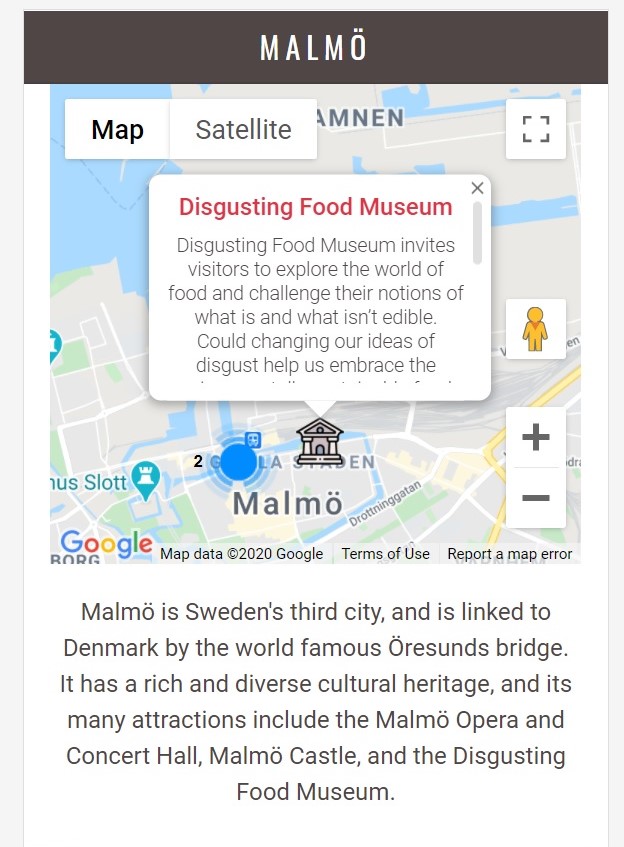 MALMÖ
Map
Satellite
Disgusting Food Museum
Disgusting Food Museum invites
visitors to explore the world of
food and challenge their notions of
what is and what isn’t edible.
Could changing our ideas of
disgust help us embrace the
2
STADEN
Slott
Malmö
Drottninggatan
Google
BORG
Map data ©2020 Google
Terms of Use
Report a map error
Malmö is Sweden's third city, and is linked to
Denmark by the world famous Öresunds bridge.
It has a rich and diverse cultural heritage, and its
many attractions include the Malmö Opera and
Concert Hall, Malmö Castle, and the Disgusting
Food Museum.